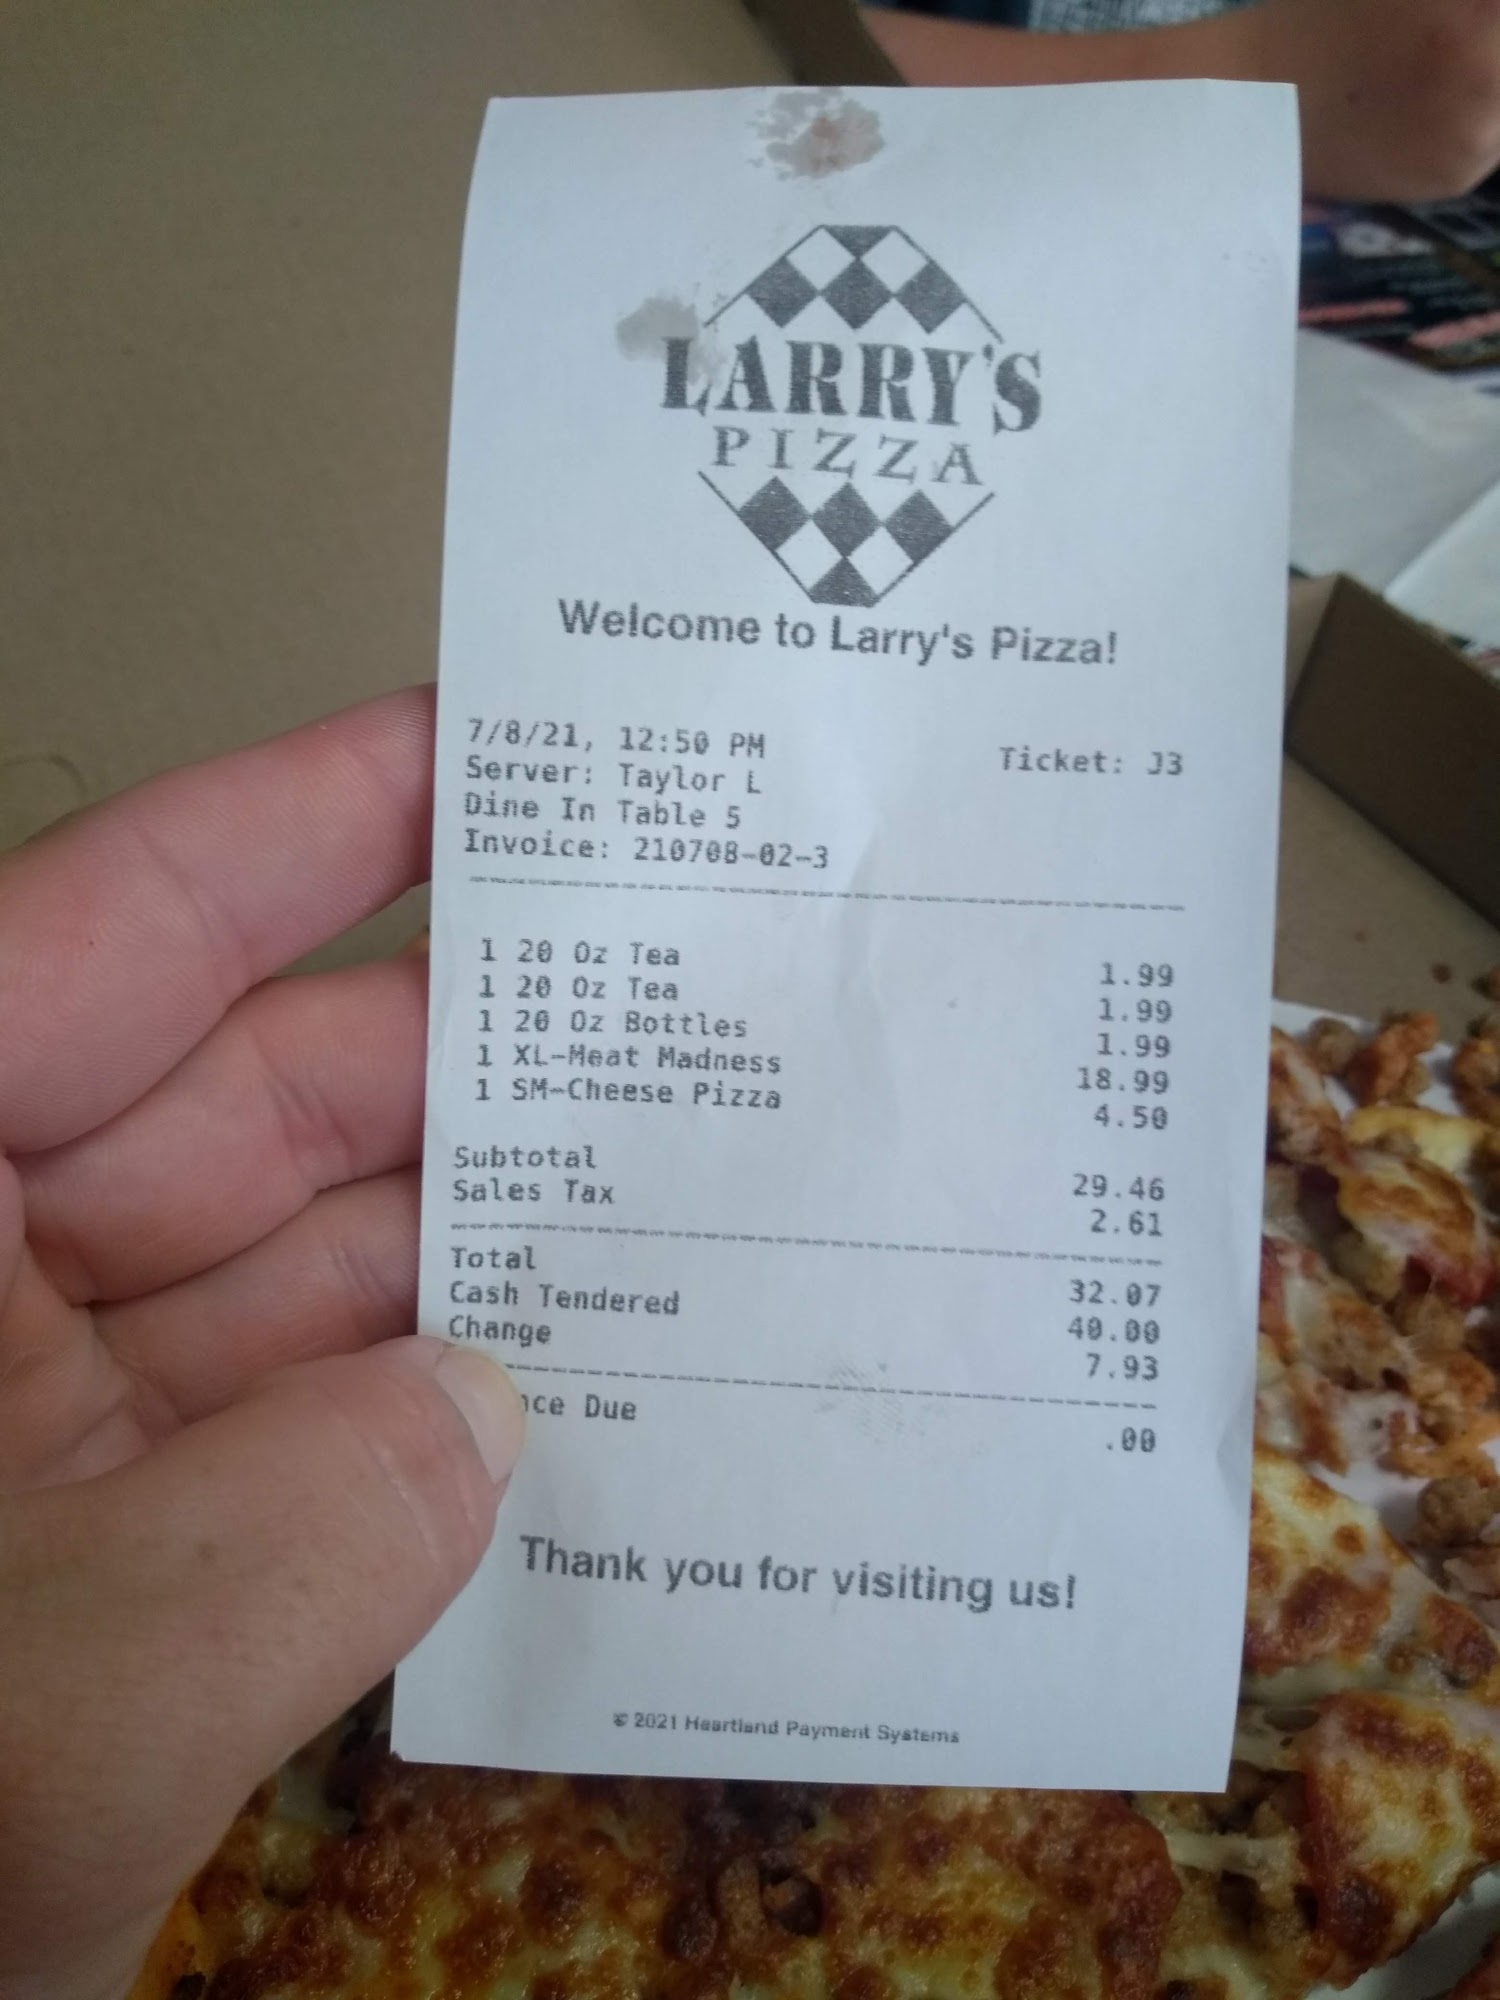 LARRY'S
PIZZA
Welcome to Larry's Pizza!
7/8/21, 12:50 PM Ticket: J3
Server: Taylor L
Dine In Table 5
Invoice: 210708-02-3
1 20 Oz Tea 1.99
1 20 Oz Tea 1.99
1 20 Oz Bottles 1.99
1 XL-Meat Madness 18.99
1 SM-Cheese Pizza 4.50
Subtotal 29.46
Sales Tax 2.61
Total 32.07
Cash Tendered 40.00
Change 7.93
Due .00
Thank you for visiting us!
© 2021 Heartland Payment Systems